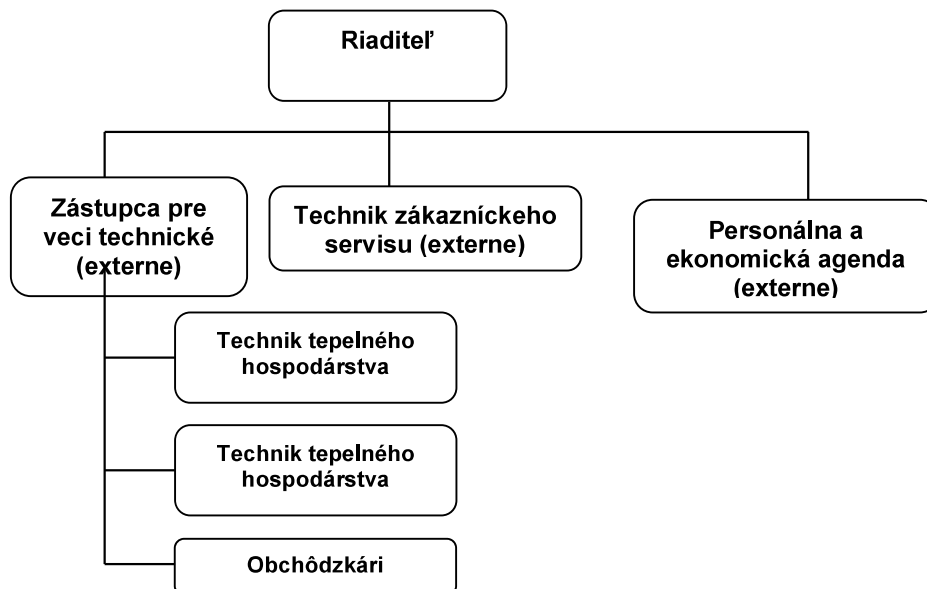 Riaditeľ
Zástupca pre
veci technické
(externe)
Technik zákazníckeho
servisu (externe)
Personálna a
ekonomická agenda
(externe)
Technik tepelného
hospodárstva
Technik tepelného
hospodárstva
Obchôdzkári